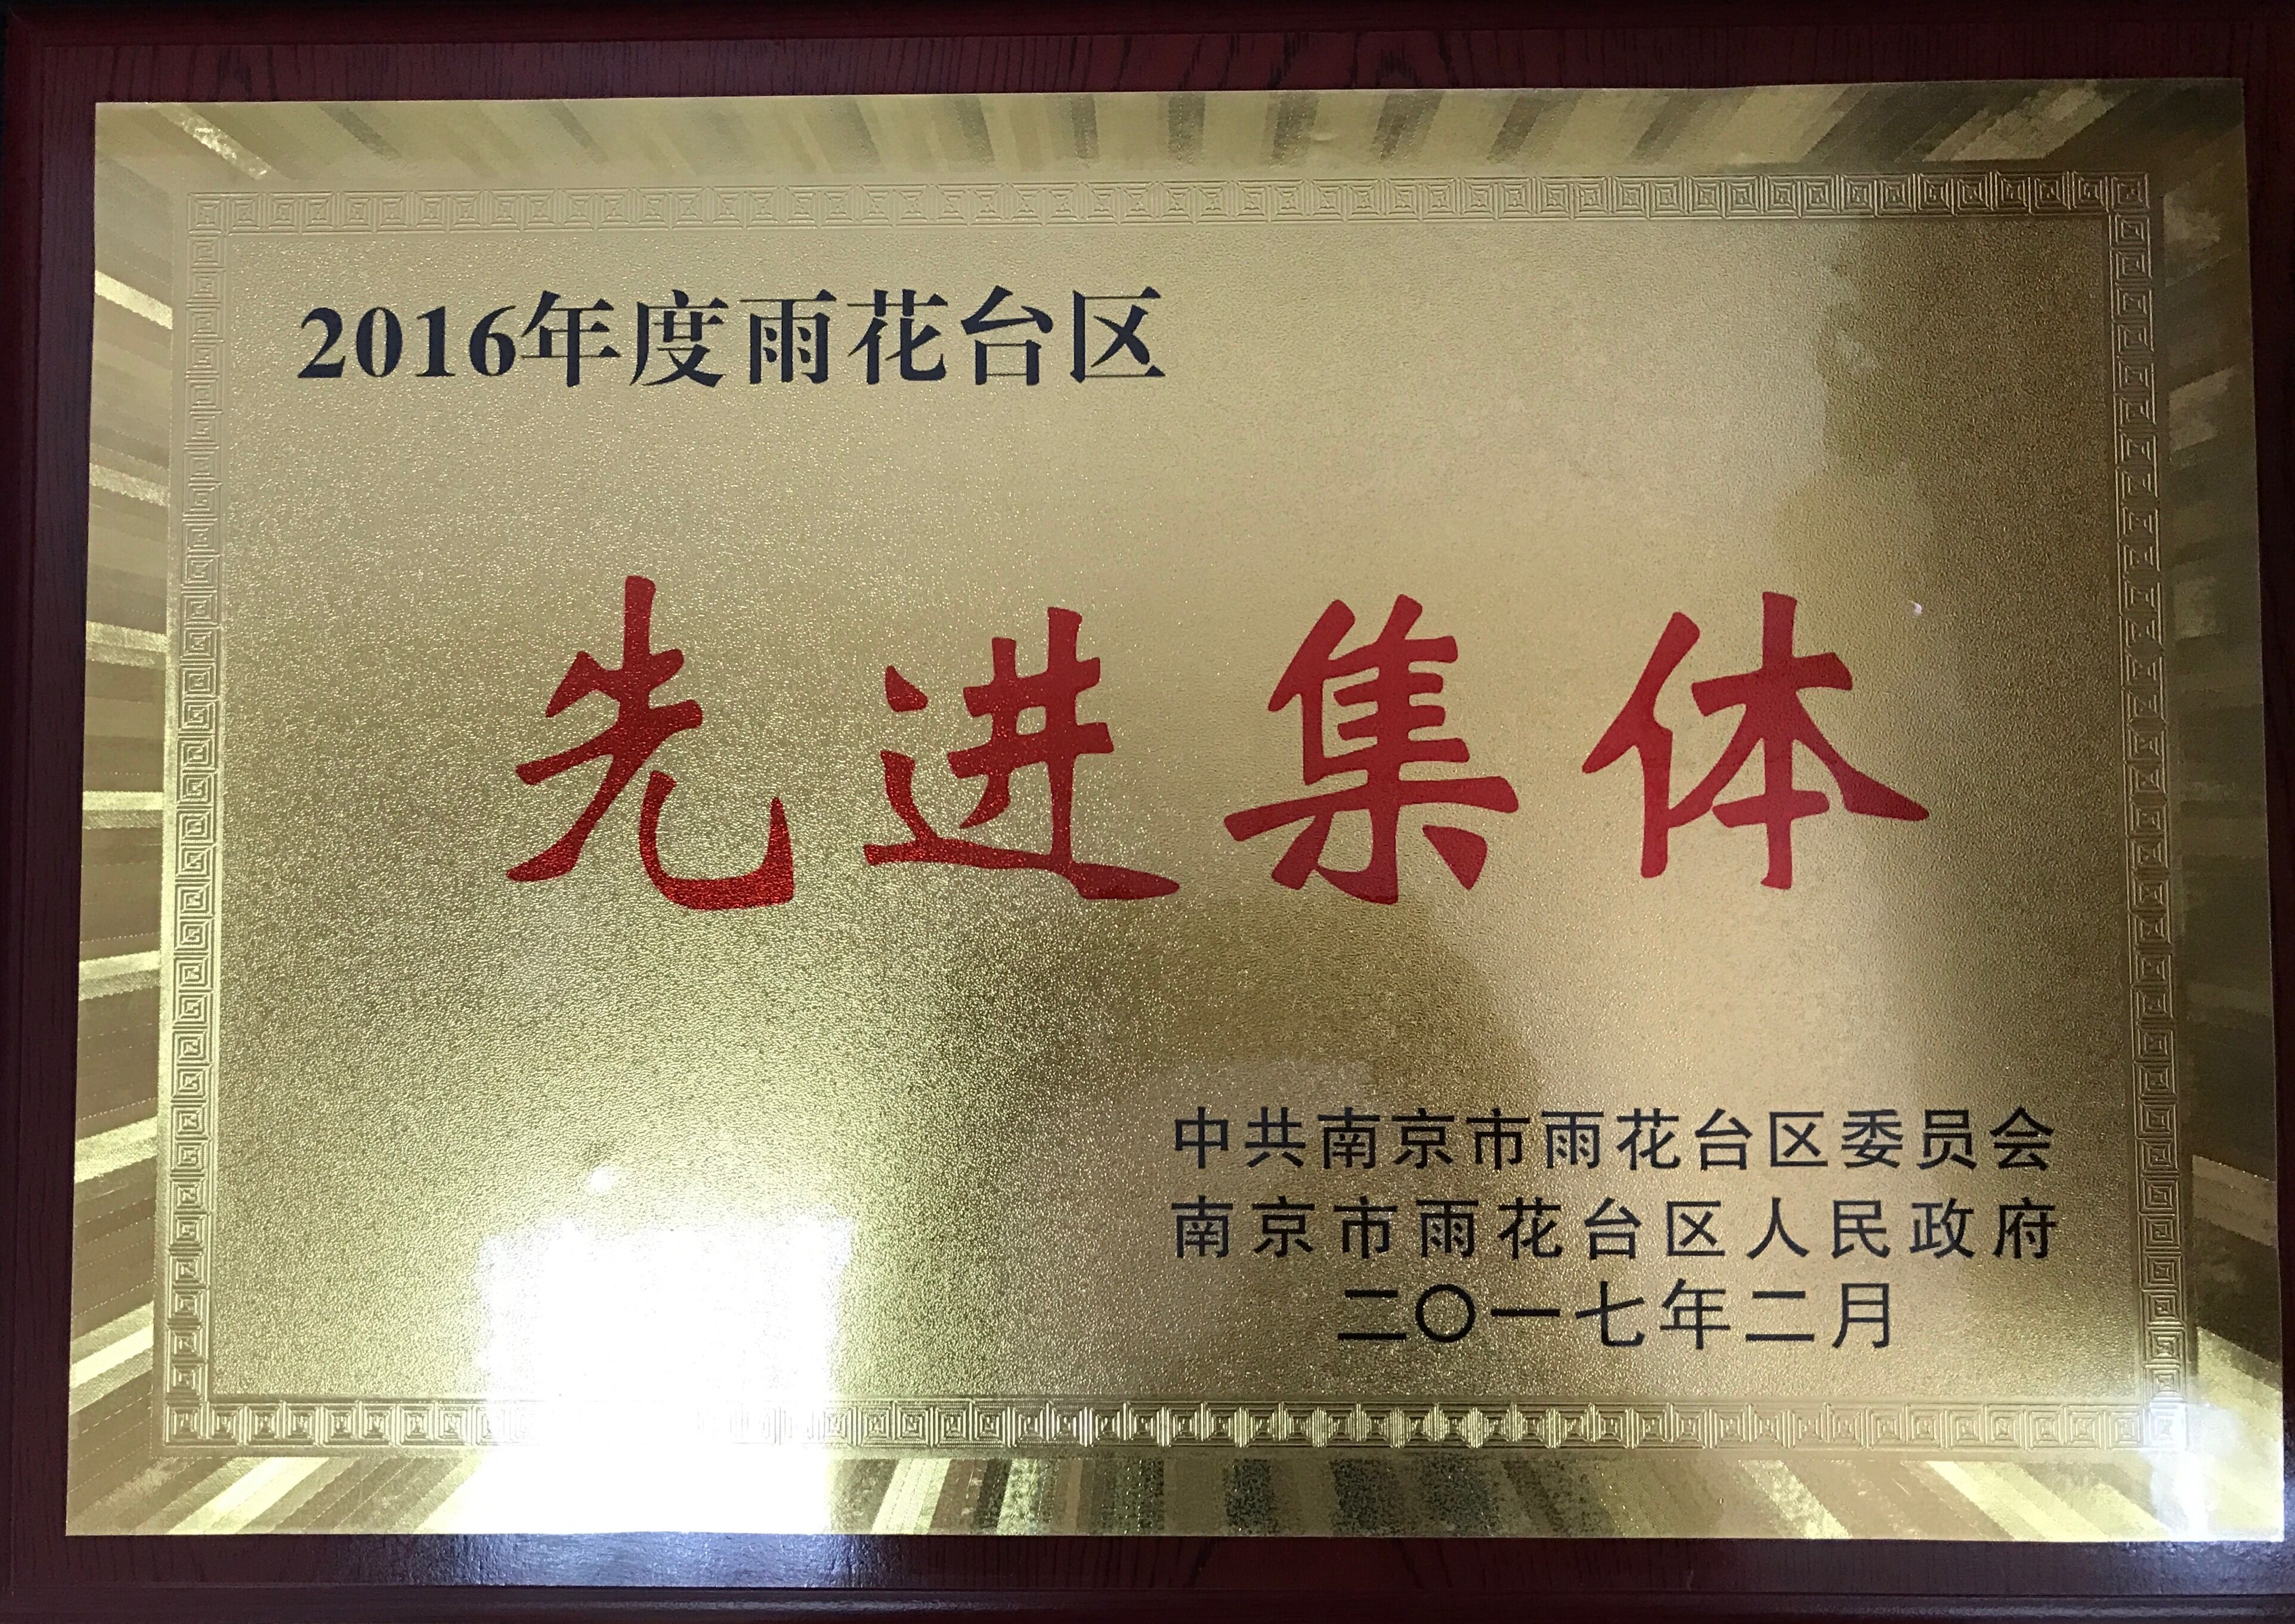 2016年度雨花台区
先进集体
中共南京市雨花台区委员会
南京市雨花台区人民政府
二〇一七年二月